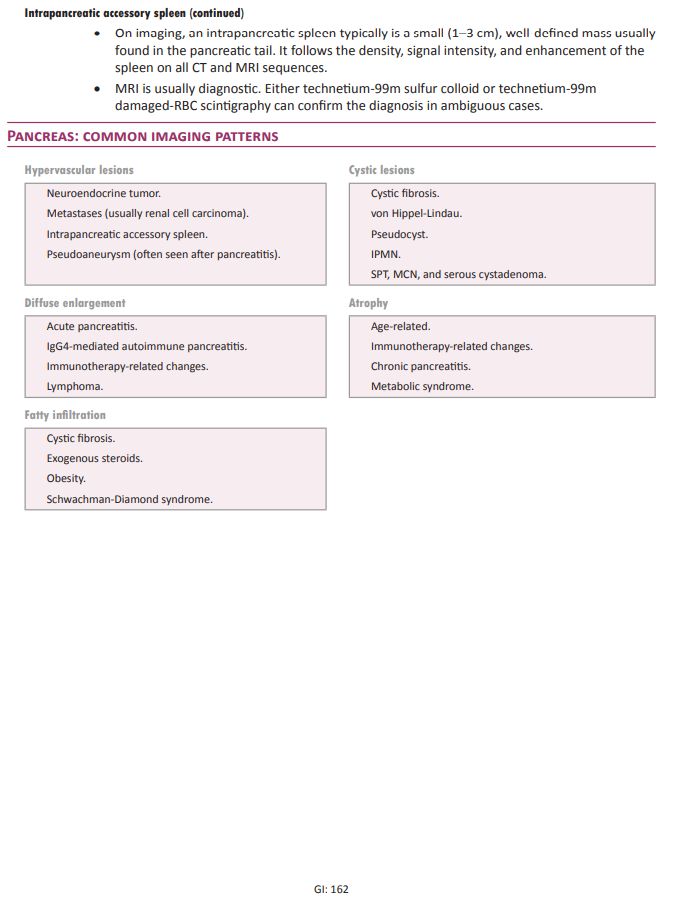 Intrapancreatic accessory spleen (continued)
• On imaging, an intrapancreatic spleen typically is a small (1–3 cm), well defined mass usually
found in the pancreatic tail. It follows the density, signal intensity, and enhancement of the
spleen on all CT and MRI sequences.
• MRI is usually diagnostic. Either technetium-99m sulfur colloid or technetium-99m
damaged-RBC scintigraphy can confirm the diagnosis in ambiguous cases.
PANCREAS: COMMON IMAGING PATTERNS
Hypervascular lesions
Neuroendocrine tumor.
Metastases (usually renal cell carcinoma).
Intrapancreatic accessory spleen.
Pseudoaneurysm (often seen after pancreatitis).
Cystic lesions
Cystic fibrosis.
von Hippel-Lindau.
Pseudocyst.
IPMN.
SPT, MCN, and serous cystadenoma.
Diffuse enlargement
Acute pancreatitis.
IgG4-mediated autoimmune pancreatitis.
Immunotherapy-related changes.
Lymphoma.
Atrophy
Age-related.
Immunotherapy-related changes.
Chronic pancreatitis.
Metabolic syndrome.
Fatty infiltration
Cystic fibrosis.
Exogenous steroids.
Obesity.
Schwachman-Diamond syndrome.
GI: 162